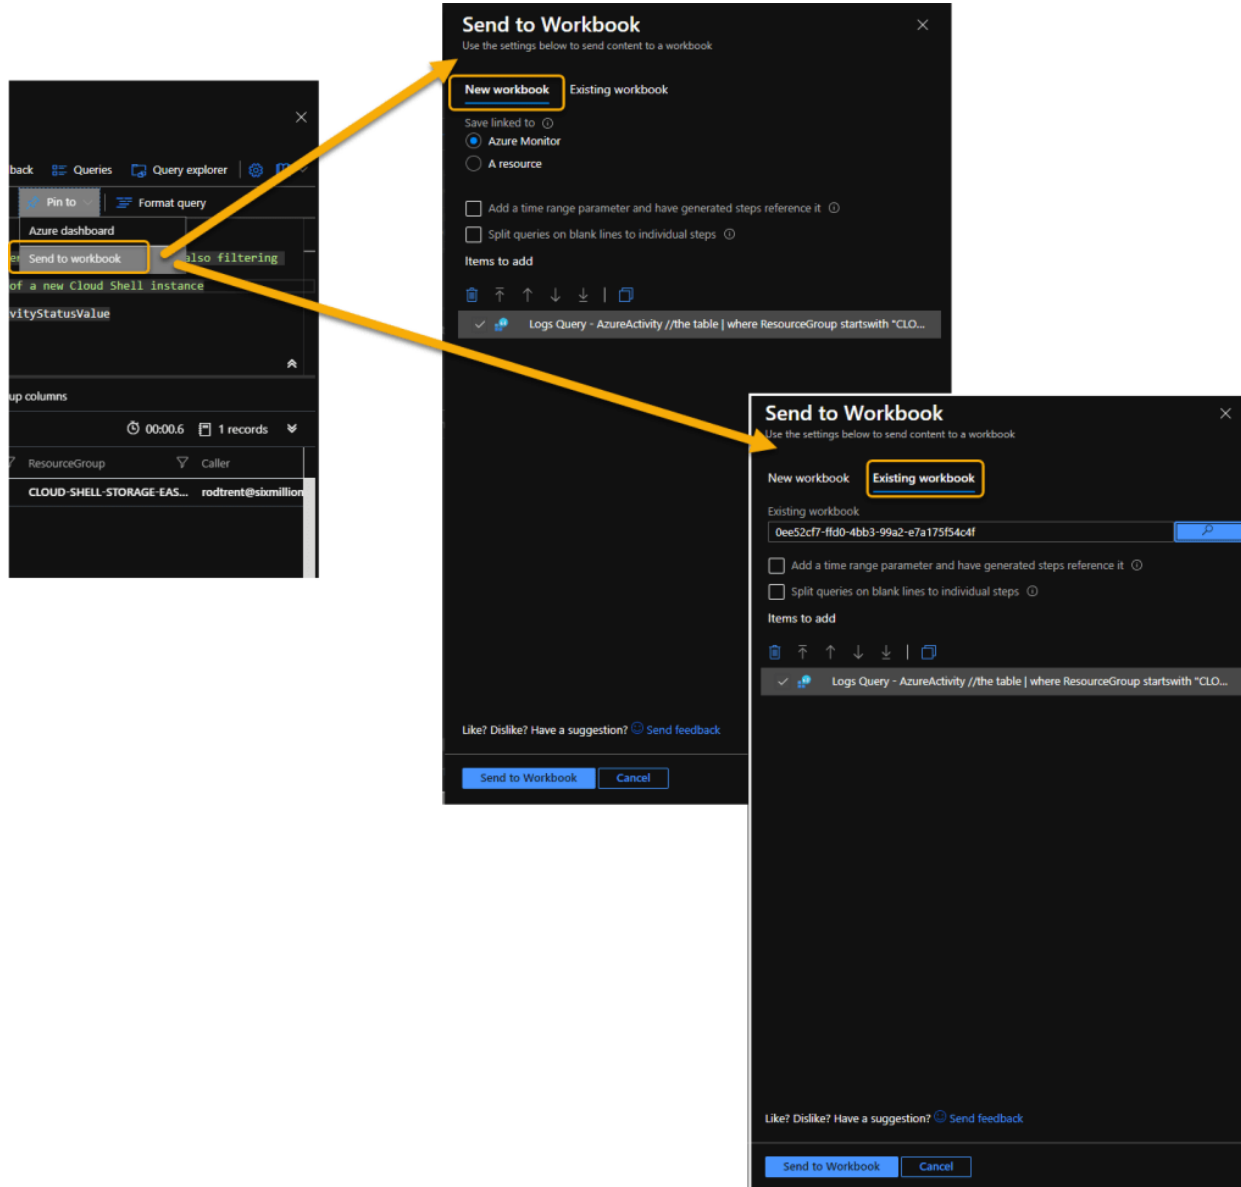 back Queries Query explorer
Pin to Format query
Azure dashboard
Send to workbook also filtering
of a new Cloud Shell instance
vityStatusValue
up columns
00:00.6 1 records
ResourceGroup Caller
CLOUD-SHELL-STORAGE-EAS... rodtrent@sixmillion
Send to Workbook
Use the settings below to send content to a workbook
New workbook Existing workbook
Save linked to
Azure Monitor
A resource
Add a time range parameter and have generated steps reference it
Split queries on blank lines to individual steps
Items to add
Logs Query - AzureActivity //the table | where ResourceGroup startswith "CLO...
Like? Dislike? Have a suggestion? Send feedback
Send to Workbook Cancel
Send to Workbook
Use the settings below to send content to a workbook
New workbook Existing workbook
Existing workbook
0ee52cf7-ffd0-4bb3-99a2-e7a175f54c4f
Add a time range parameter and have generated steps reference it
Split queries on blank lines to individual steps
Items to add
Logs Query - AzureActivity //the table | where ResourceGroup startswith "CLO...
Like? Dislike? Have a suggestion? Send feedback
Send to Workbook Cancel